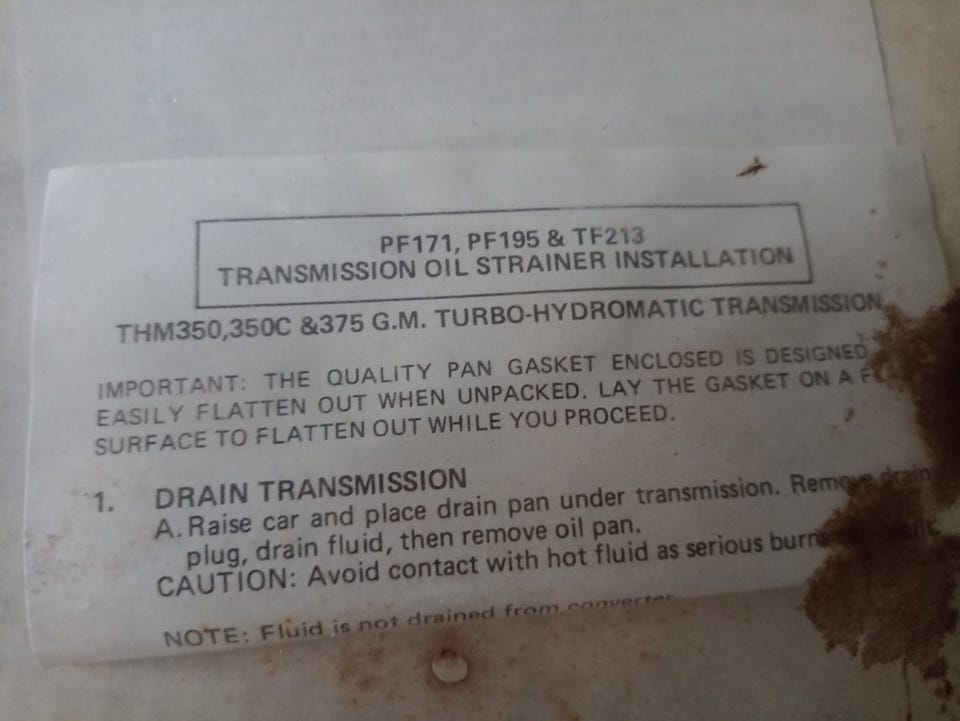 PF171, PF195 & TF213
TRANSMISSION OIL STRAINER INSTALLATION
THM350,350C &375 G.M. TURBO-HYDROMATIC TRANSMISSION
IMPORTANT: THE QUALITY PAN GASKET ENCLOSED IS DESIGNED
EASILY FLATTEN OUT WHEN UNPACKED. LAY THE GASKET ON A
SURFACE TO FLATTEN OUT WHILE YOU PROCEED.
1. DRAIN TRANSMISSION
A. Raise car and place drain pan under transmission. Remove drain
plug, drain fluid, then remove oil pan.
CAUTION: Avoid contact with hot fluid as serious burns
NOTE: Fluid is not drained from converter